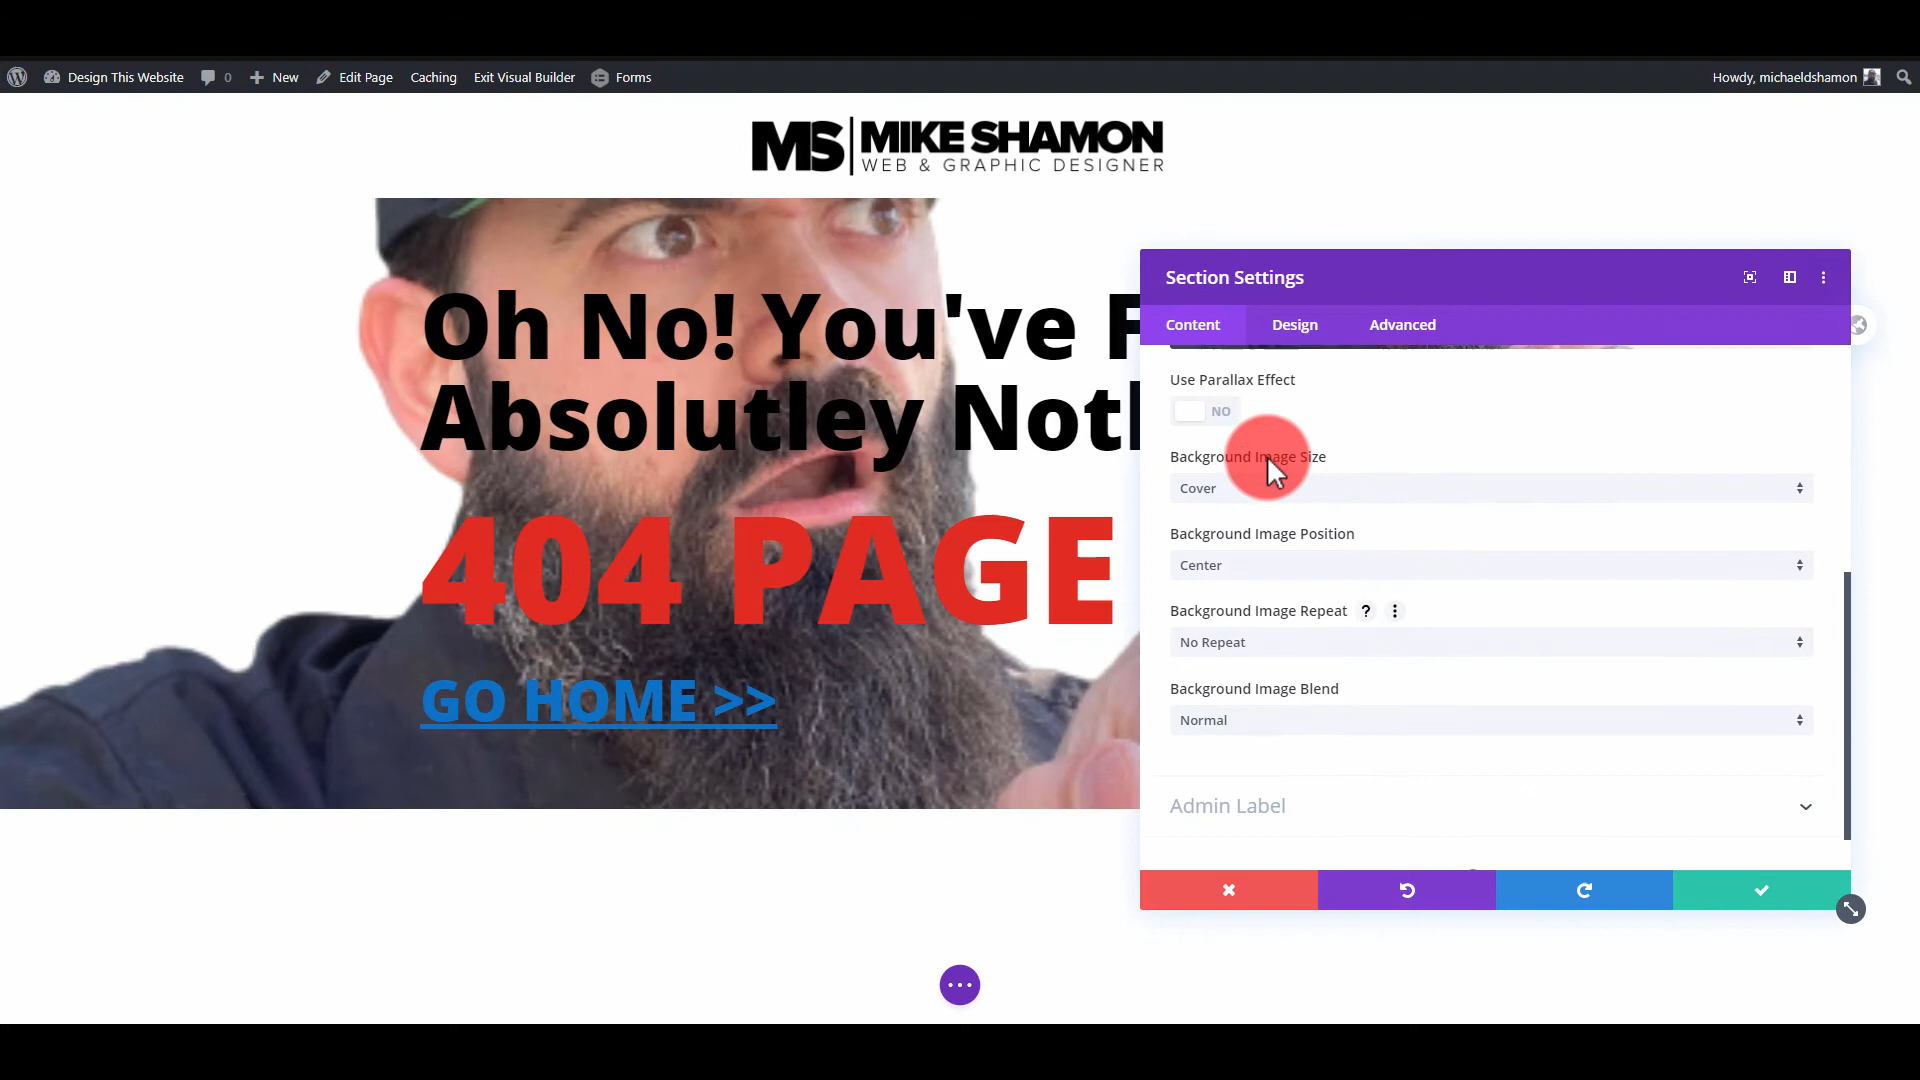 Design This Website
0
New
Edit Page
Caching
Exit Visual Builder
Forms
Howdy, michaeldshamon
MS MIKE SHAMON
WEB & GRAPHIC DESIGNER
Oh No! You've F
Absolutley Noth
404 PAGE
GO HOME >>
Section Settings
Content
Design
Advanced
Use Parallax Effect
NO
Background Image Size
Cover
Background Image Position
Center
Background Image Repeat ?
No Repeat
Background Image Blend
Normal
Admin Label